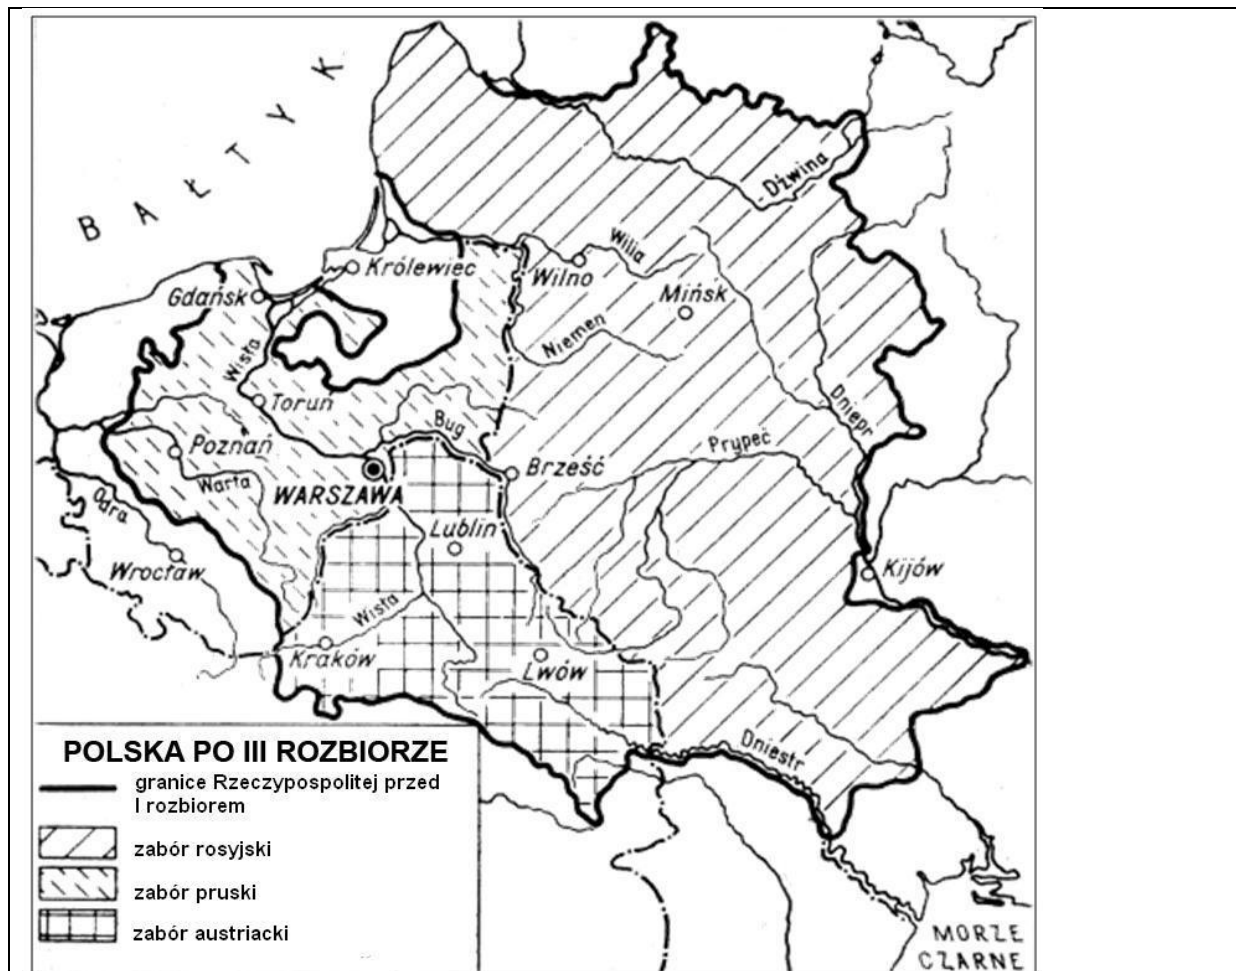 BAŁTYK
Dźwina
Królewiec
Wilno
Wilia
Gdańsk
Mińsk
Niemen
Wisła
Toruń
Dniepr
Bug
Prypeć
Poznań
Brześć
Warta
WARSZAWA
Odra
Lublin
Wrocław
Kijów
Wisła
Kraków
Lwów
Dniestr
POLSKA PO III ROZBIORZE
granice Rzeczypospolitej przed
I rozbiorem
zabór rosyjski
zabór pruski
zabór austriacki
MORZE
CZARNE